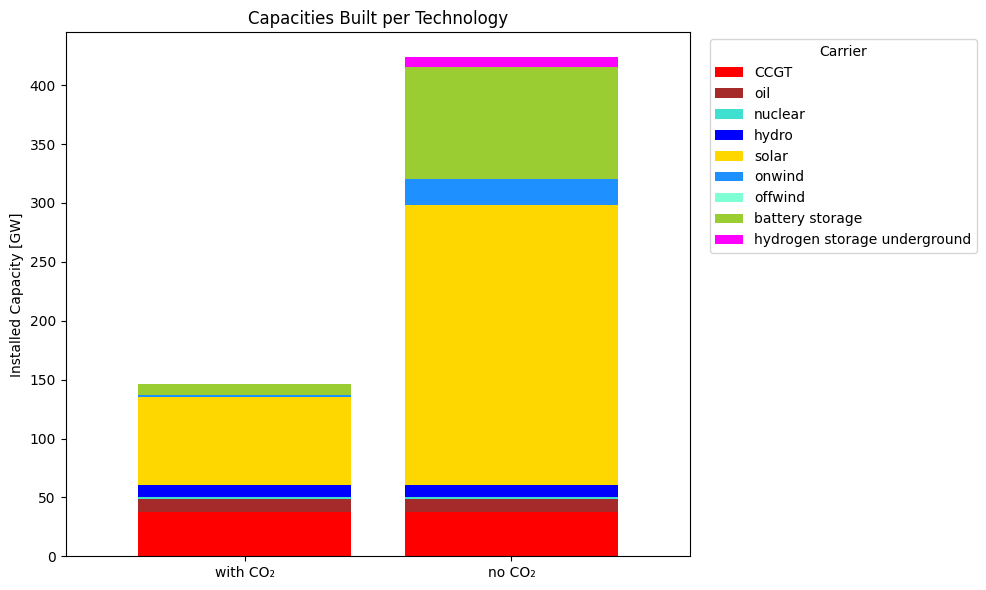 Capacities Built per Technology
Installed Capacity [GW]
400
350
300
250
200
150
100
50
0
with CO₂
no CO₂
Carrier
CCGT
oil
nuclear
hydro
solar
onwind
offwind
battery storage
hydrogen storage underground